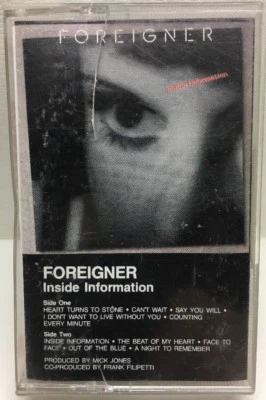 FOREIGNER
inside information
FOREIGNER
Inside Information
Side One
HEART TURNS TO STONE • CAN'T WAIT • SAY YOU WILL •
I DON'T WANT TO LIVE WITHOUT YOU • COUNTING
EVERY MINUTE
Side Two
INSIDE INFORMATION • THE BEAT OF MY HEART • FACE TO
FACE • OUT OF THE BLUE • A NIGHT TO REMEMBER
PRODUCED BY MICK JONES
CO-PRODUCED BY FRANK FILIPETTI